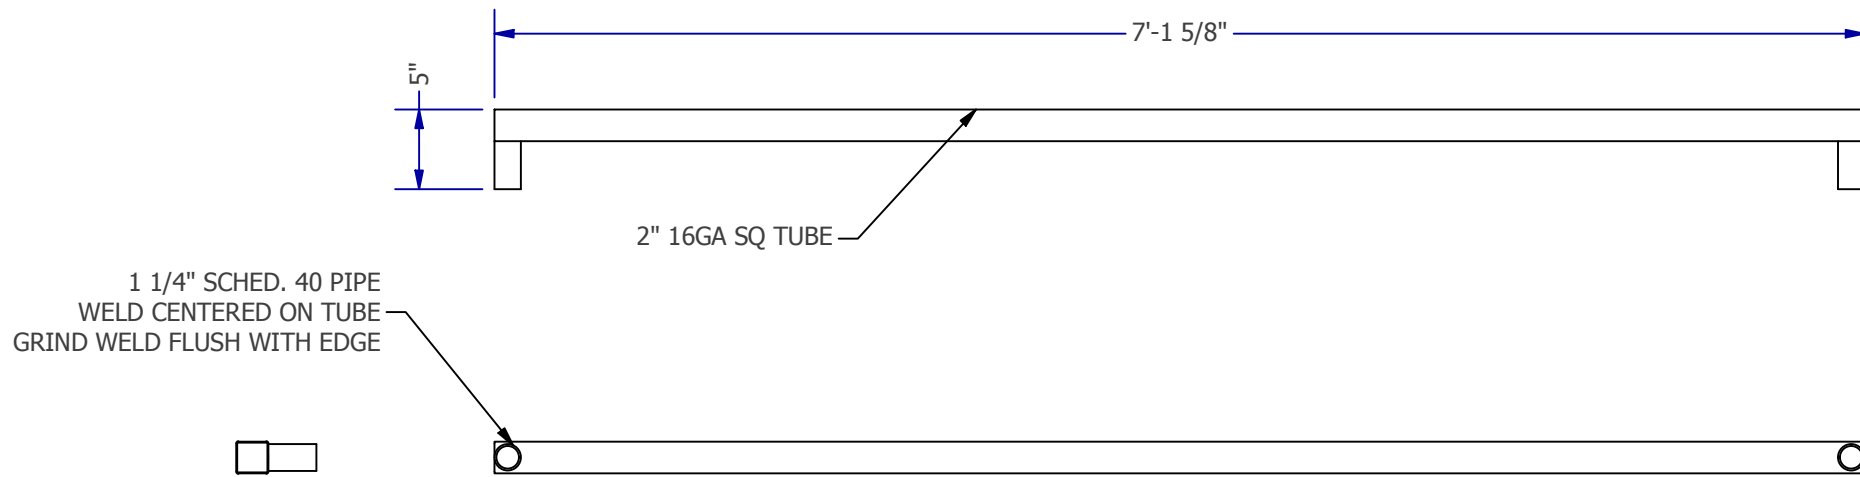 7'-1 5/8"
5"
2" 16GA SQ TUBE
1 1/4" SCHED. 40 PIPE
WELD CENTERED ON TUBE
GRIND WELD FLUSH WITH EDGE